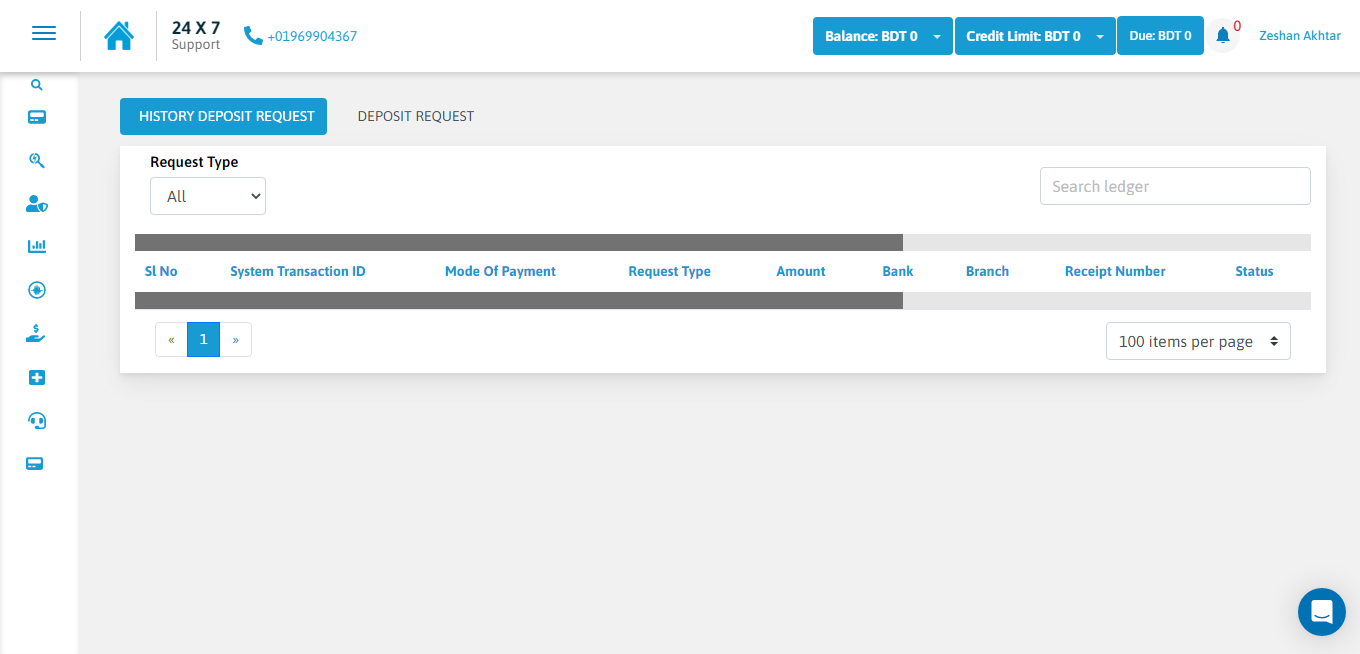 24 X 7
Support
+01969904367
Balance: BDT 0
Credit Limit: BDT 0
Due: BDT 0
0
Zeshan Akhtar
HISTORY DEPOSIT REQUEST
DEPOSIT REQUEST
Request Type
All
Search ledger
Sl No System Transaction ID Mode Of Payment Request Type Amount Bank Branch Receipt Number Status
« 1 »
100 items per page